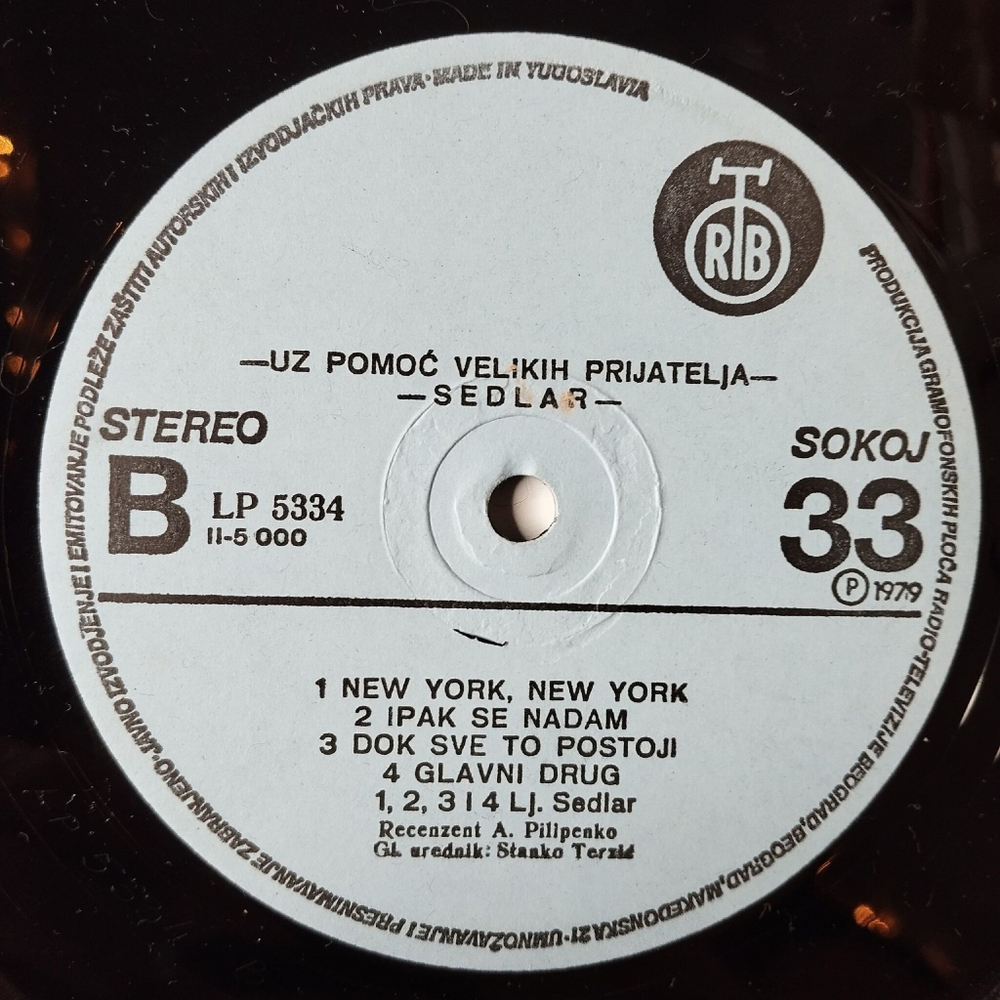 PRODUKCIJA GRAMOFONSKIH PLOČA RADIO-TELEVIZIJE BEOGRAD, BEOGRAD, MAKEDONSKA 21 · UMNOŽAVANJE I PRESNIMAVANJE ZABRANJENO · JAVNO IZVODJENJE I EMITOVANJE PODLEŽE ZAŠTITI AUTORSKIH I IZVODJAČKIH PRAVA · MADE IN YUGOSLAVIA
RTB
—UZ POMOĆ VELIKIH PRIJATELJA—
—SEDLAR—
STEREO
SOKOJ
B LP 5334
33
II-5 000
Ⓟ 1979
1 NEW YORK, NEW YORK
2 IPAK SE NADAM
3 DOK SVE TO POSTOJI
4 GLAVNI DRUG
1, 2, 3 I 4 Lj. Sedlar
Recenzent A. Pilipenko
Gl. urednik: Stanko Terzić